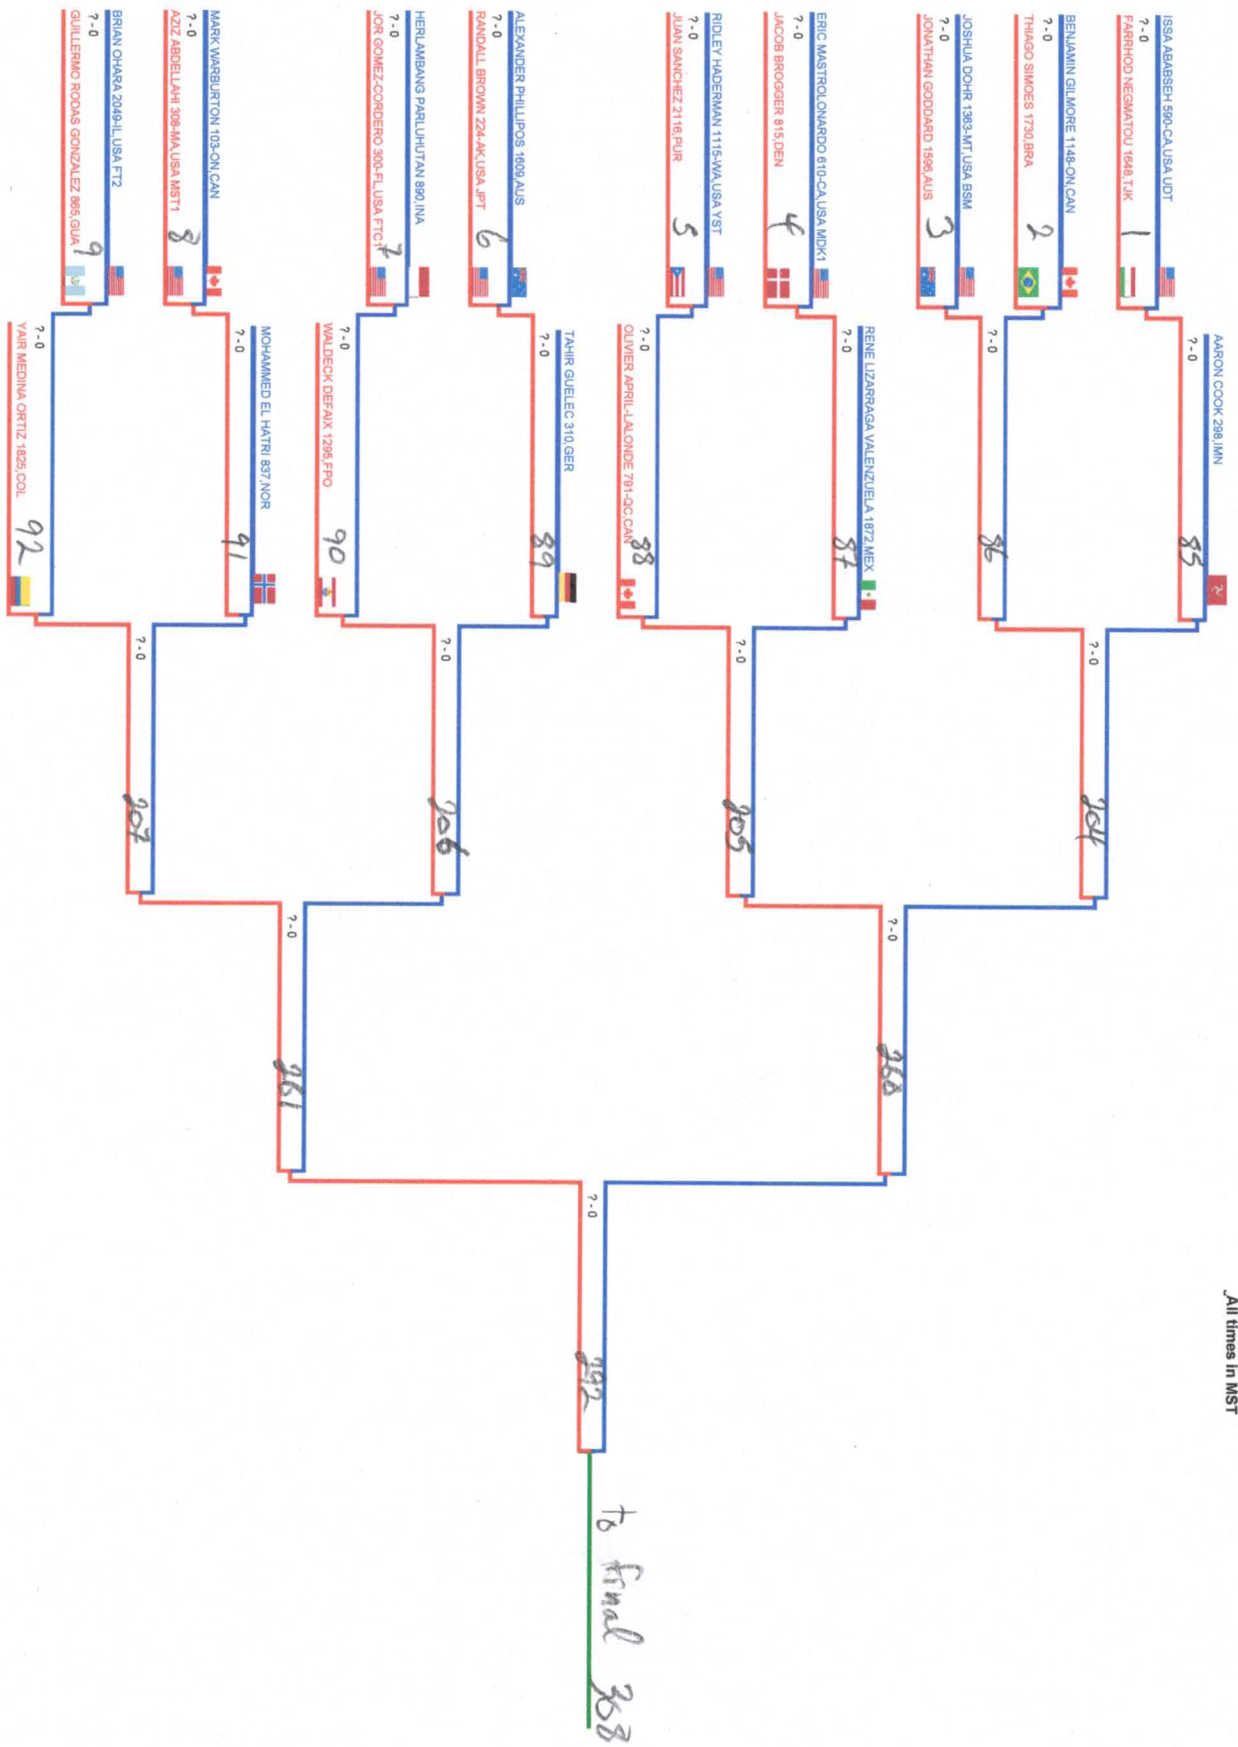 All times in MST
AARON COOK 298,IMN
ISSA ABABSEH 590-CA,USA UDT
? - 0
1
FARRHOD NEGMATOU 1648,TJK
? - 0
85
BENJAMIN GILMORE 1148-ON,CAN
? - 0
2
THIAGO SIMOES 1730,BRA
? - 0
86
JOSHUA DOHR 1363-MT,USA BSM
? - 0
3
JONATHAN GODDARD 1596,AUS
? - 0
204
RENE LIZARRAGA VALENZUELA 1872,MEX
? - 0
87
ERIC MASTROLONARDO 610-CA,USA MDK1
? - 0
4
JACOB BROGGER 815,DEN
RIDLEY HADERMAN 1115-WA,USA YST
? - 0
5
JUAN SANCHEZ 2116,PUR
? - 0
88
OLIVIER APRIL-LALONDE 791-QC,CAN
? - 0
205
? - 0
268
TAHIR GUELEC 310,GER
? - 0
89
ALEXANDER PHILLIPOS 1609,AUS
? - 0
6
RANDALL BROWN 224-AK,USA JPT
HERLAMBANG PARLUHUTAN 890,INA
? - 0
7
JOR GOMEZ-CORDERO 300-FL,USA FTC1
? - 0
90
WALDECK DEFAIX 1295,FPO
? - 0
206
MOHAMMED EL HATRI 837,NOR
? - 0
91
MARK WARBURTON 103-ON,CAN
? - 0
8
AZIZ ABDELLAHI 308-MA,USA MST1
BRIAN OHARA 2049-IL,USA FT2
? - 0
9
GUILLERMO RODAS GONZALEZ 865,GUA
? - 0
92
YAIR MEDINA ORTIZ 1825,COL
? - 0
207
? - 0
261
? - 0
292
to final 308